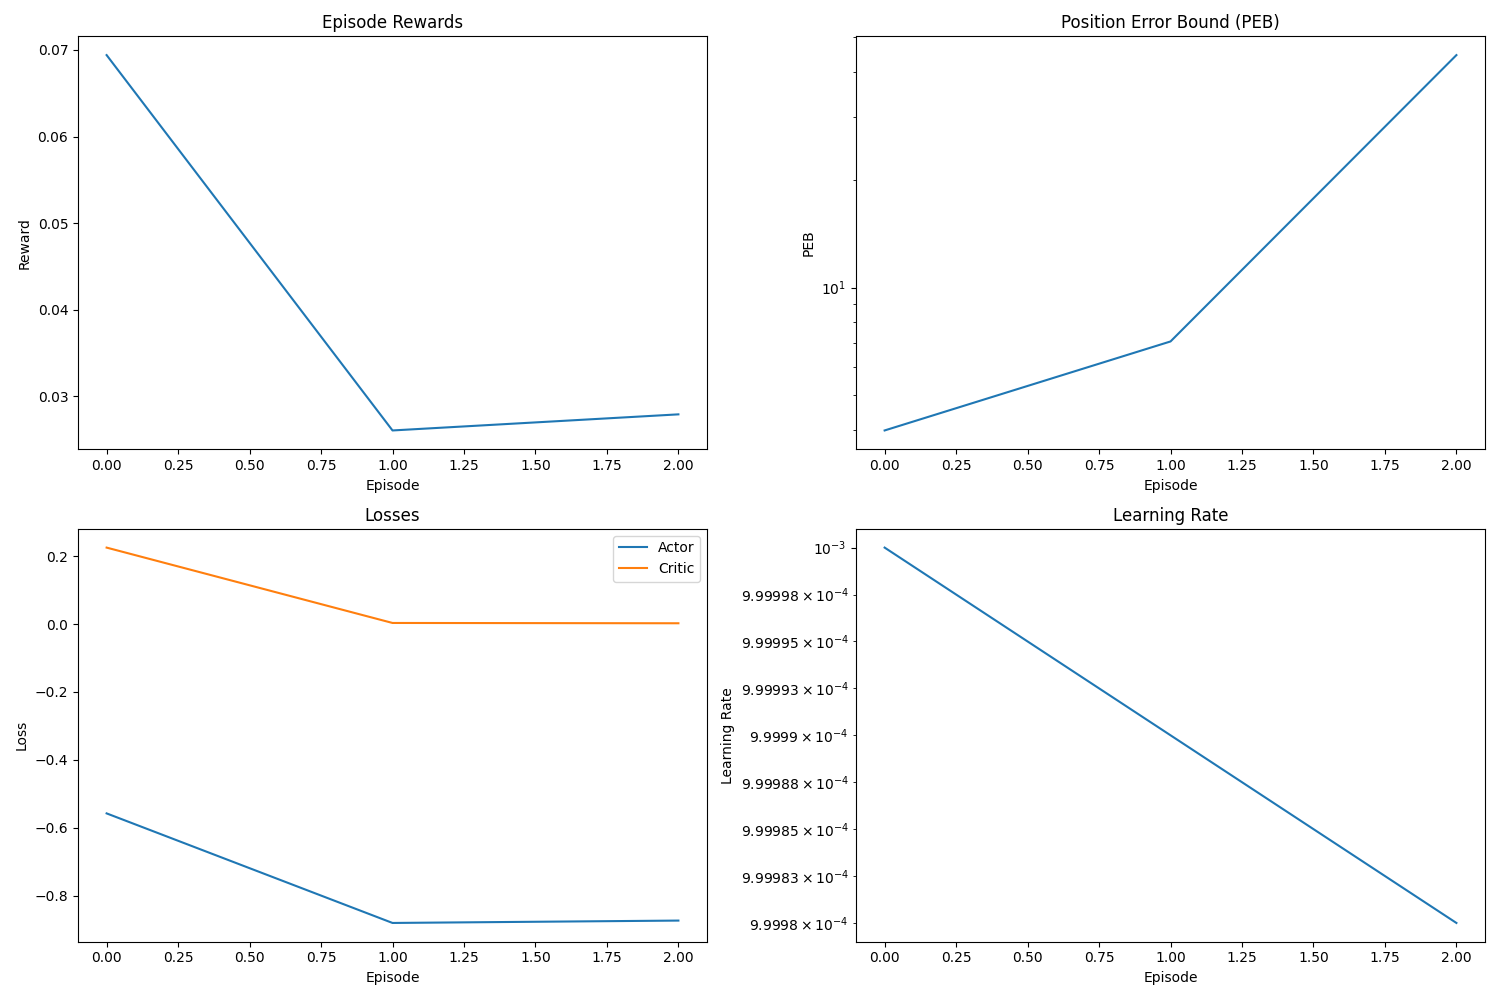 Episode Rewards
Reward
0.07
0.06
0.05
0.04
0.03
0.00 0.25 0.50 0.75 1.00 1.25 1.50 1.75 2.00
Episode
Position Error Bound (PEB)
PEB
10¹
0.00 0.25 0.50 0.75 1.00 1.25 1.50 1.75 2.00
Episode
Losses
Loss
0.2
0.0
−0.2
−0.4
−0.6
−0.8
Actor
Critic
0.00 0.25 0.50 0.75 1.00 1.25 1.50 1.75 2.00
Episode
Learning Rate
Learning Rate
10⁻³
9.99998 × 10⁻⁴
9.99995 × 10⁻⁴
9.99993 × 10⁻⁴
9.9999 × 10⁻⁴
9.99988 × 10⁻⁴
9.99985 × 10⁻⁴
9.99983 × 10⁻⁴
9.9998 × 10⁻⁴
0.00 0.25 0.50 0.75 1.00 1.25 1.50 1.75 2.00
Episode